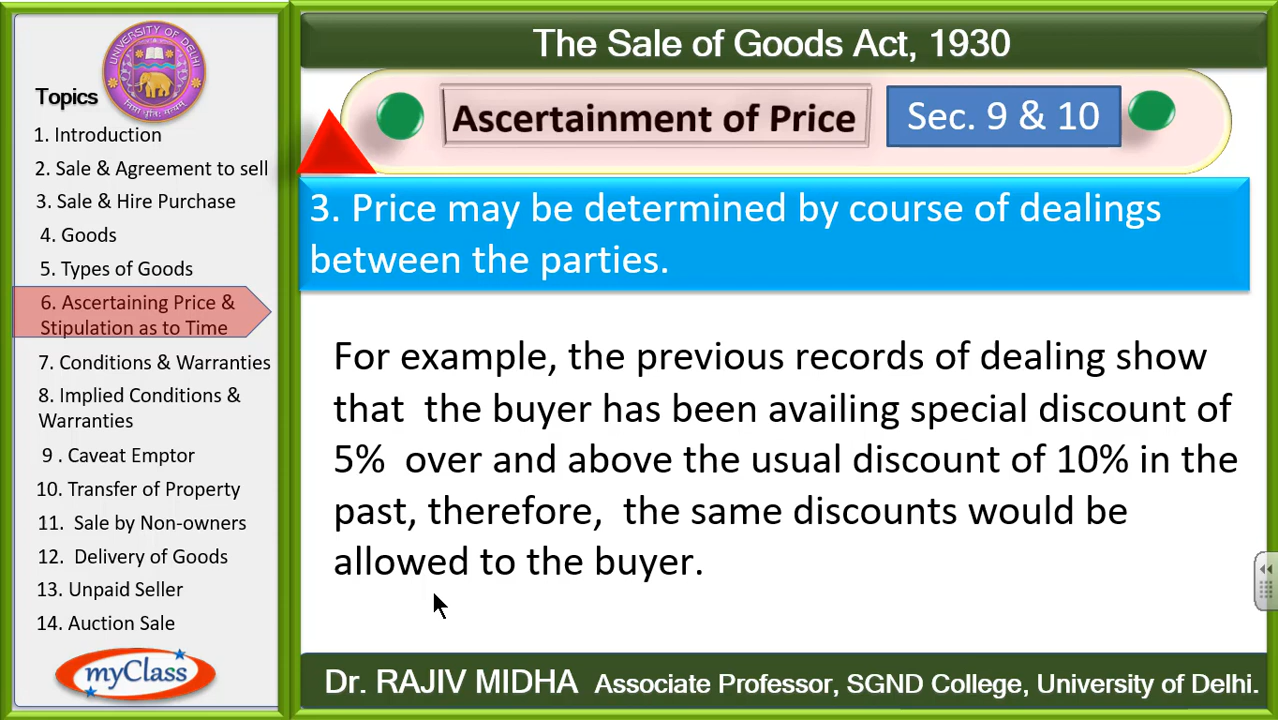 UNIVERSITY OF DELHI
Topics
1. Introduction
2. Sale & Agreement to sell
3. Sale & Hire Purchase
4. Goods
5. Types of Goods
6. Ascertaining Price &
Stipulation as to Time
7. Conditions & Warranties
8. Implied Conditions &
Warranties
9 . Caveat Emptor
10. Transfer of Property
11. Sale by Non-owners
12. Delivery of Goods
13. Unpaid Seller
14. Auction Sale
myClass
The Sale of Goods Act, 1930
Ascertainment of Price
Sec. 9 & 10
3. Price may be determined by course of dealings
between the parties.
For example, the previous records of dealing show
that the buyer has been availing special discount of
5% over and above the usual discount of 10% in the
past, therefore, the same discounts would be
allowed to the buyer.
Dr. RAJIV MIDHA Associate Professor, SGND College, University of Delhi.